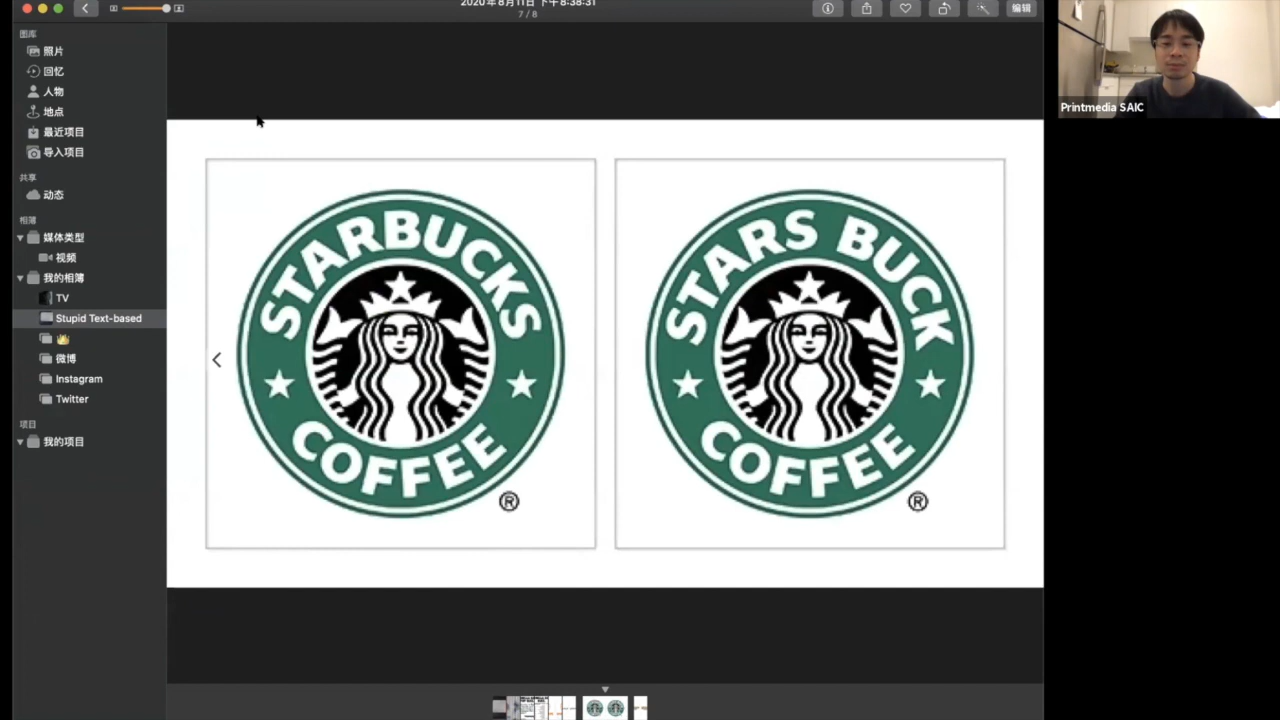 2020年8月11日 下午8:38:31
7 / 8
编辑
图库
照片
回忆
人物
地点
最近项目
导入项目
共享
动态
相簿
媒体类型
视频
我的相簿
TV
Stupid Text-based
微博
Instagram
Twitter
项目
我的项目
STARBUCKS
COFFEE
®
STARS BUCK
COFFEE
®
Printmedia SAIC